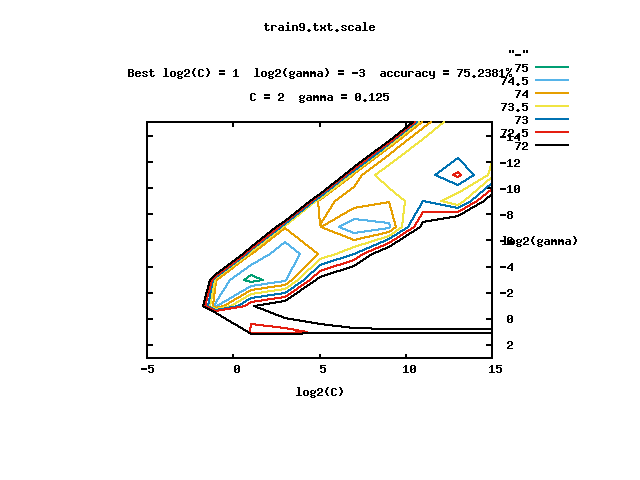 train9.txt.scale
"-"
Best log2(C) = 1  log2(gamma) = -3  accuracy = 75.2381%
75
74.5
C = 2  gamma = 0.125
74
73.5
73
72.5
72
-14
-12
-10
-8
-6
log2(gamma)
-4
-2
0
2
-5 0 5 10 15
log2(C)